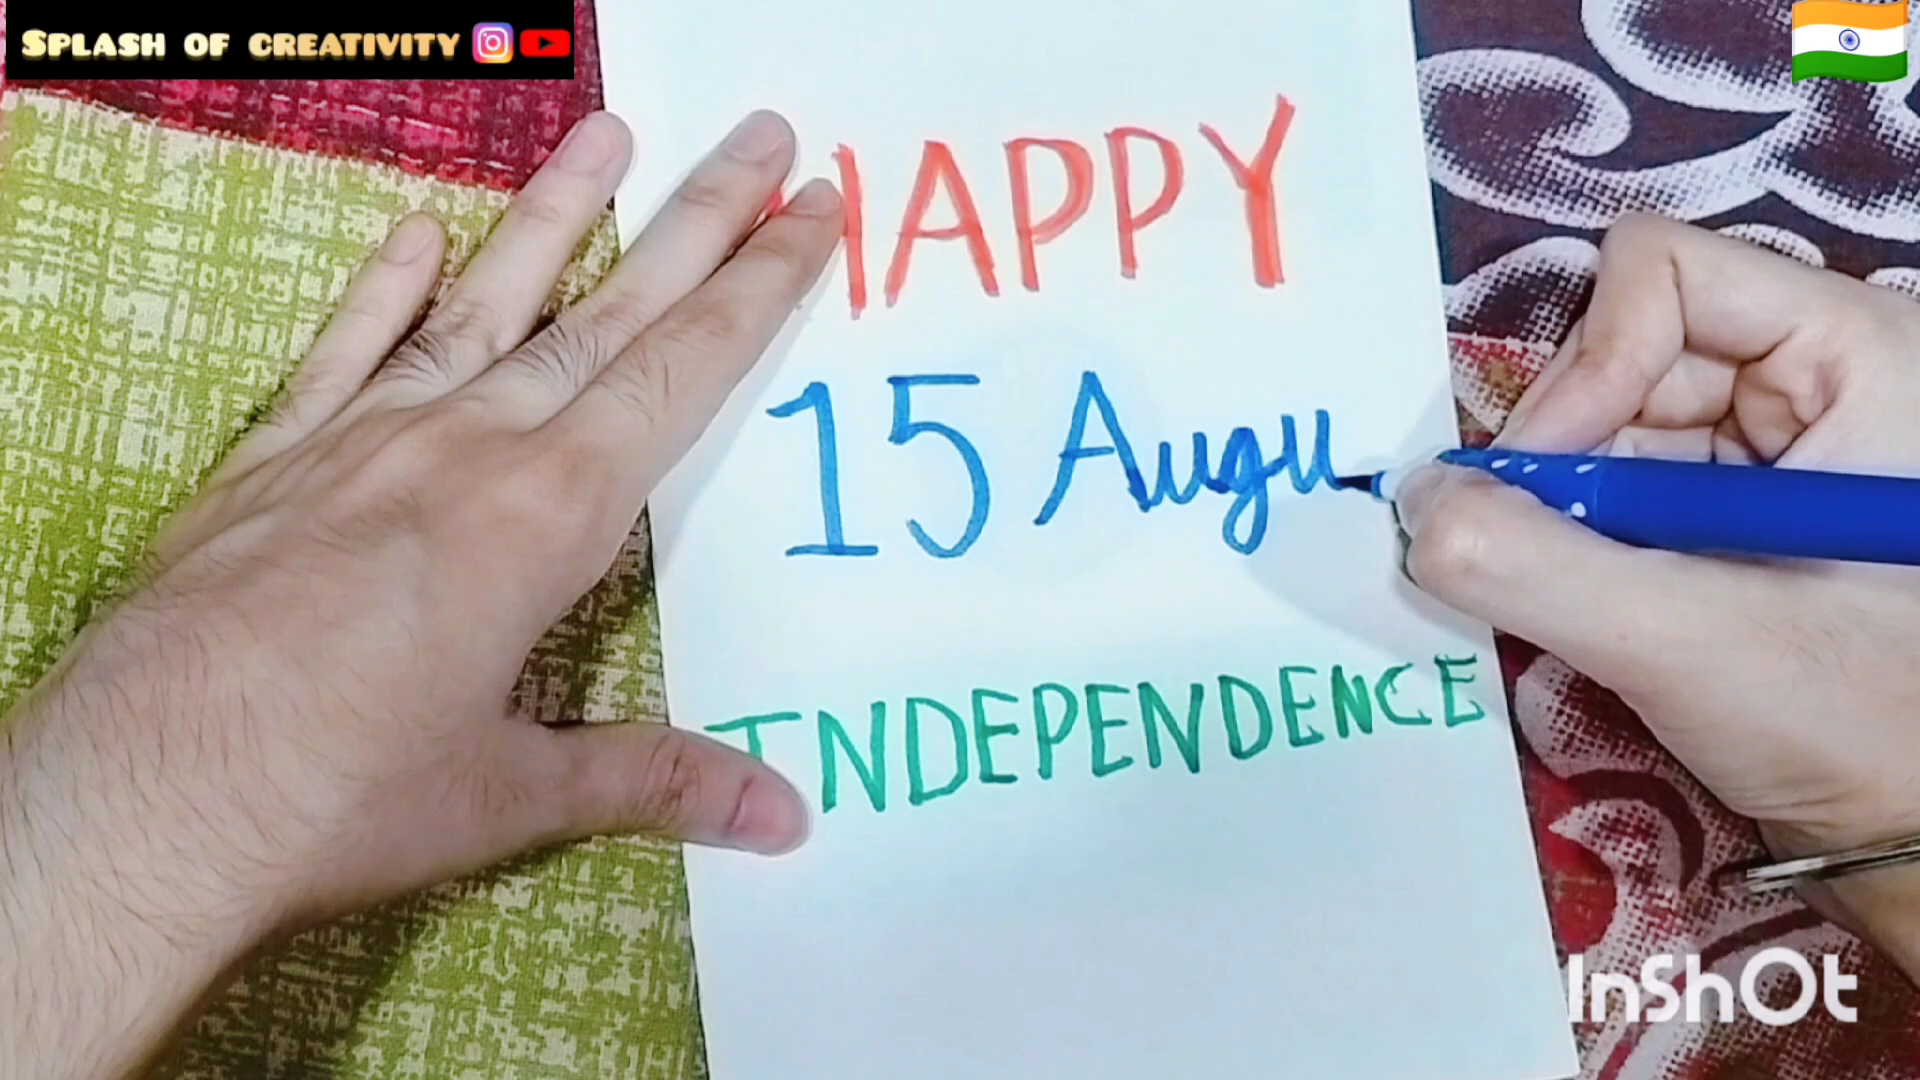 SPLASH OF CREATIVITY
HAPPY
15 Augu
INDEPENDENCE
InShOt